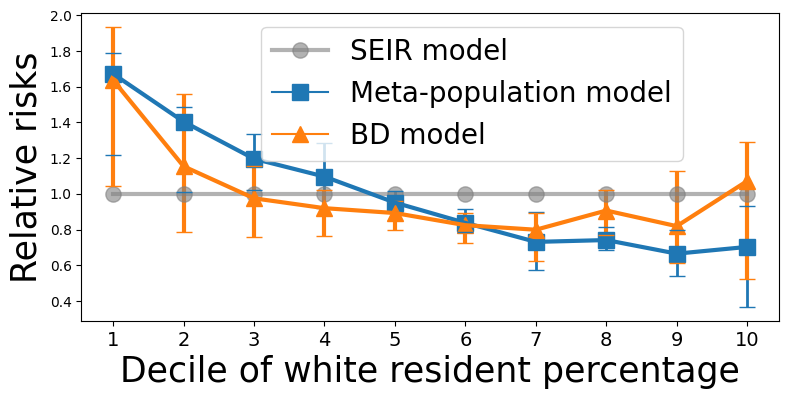 Relative risks
2.0
1.8
1.6
1.4
1.2
1.0
0.8
0.6
0.4
SEIR model
Meta-population model
BD model
1 2 3 4 5 6 7 8 9 10
Decile of white resident percentage